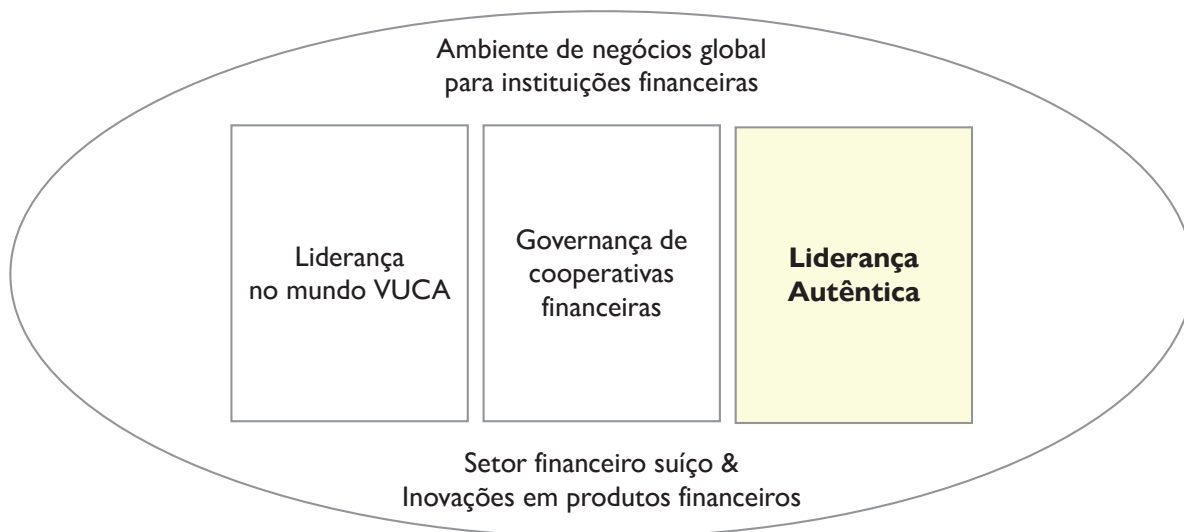 Ambiente de negócios global
para instituições financeiras
Liderança
no mundo VUCA
Governança de
cooperativas
financeiras
Liderança
Autêntica
Setor financeiro suíço &
Inovações em produtos financeiros